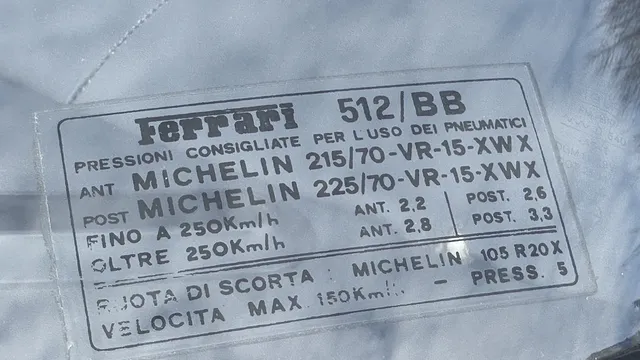 Ferrari 512/BB
PRESSIONI CONSIGLIATE PER L'USO DEI PNEUMATICI
ANT MICHELIN 215/70-VR-15-XWX
POST MICHELIN 225/70-VR-15-XWX
FINO A 250Km/h ANT. 2,2 POST. 2,6
OLTRE 250Km/h ANT. 2,8 POST. 3,3
RUOTA DI SCORTA : MICHELIN 105 R20X
VELOCITA MAX 150Km/h - PRESS. 5